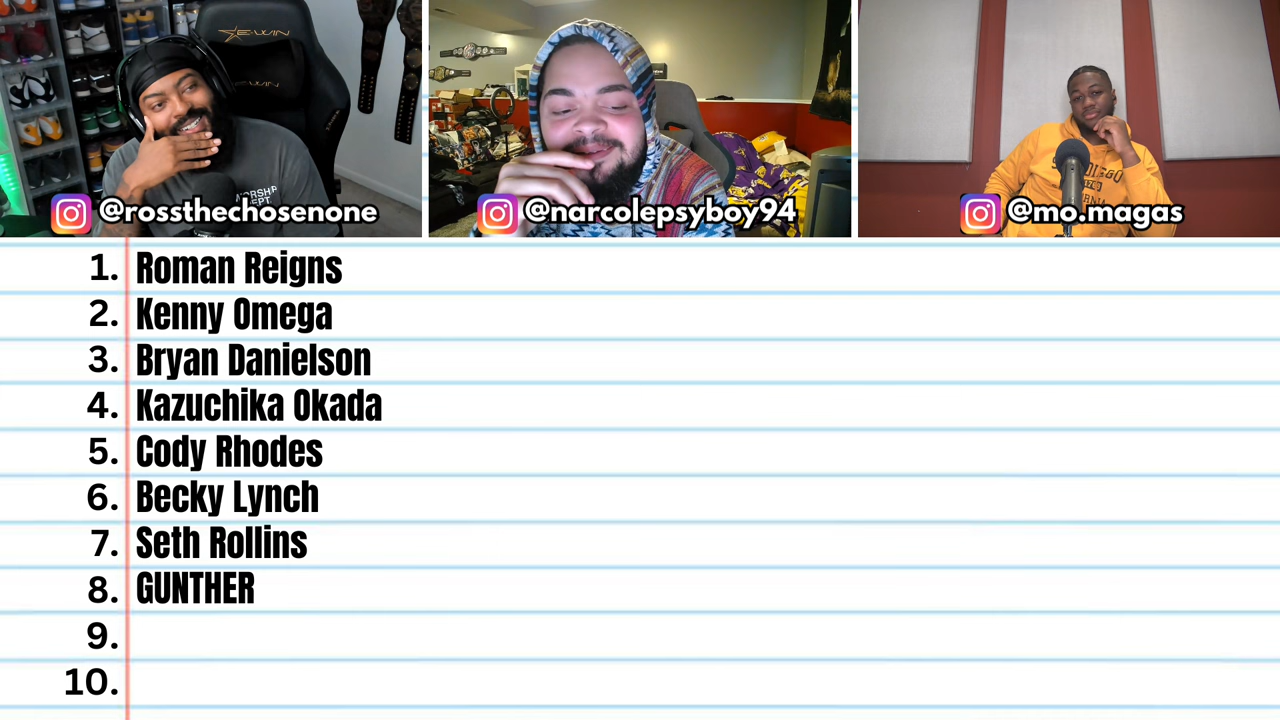 E-WIN
@rossthechosenone
@narcolepsyboy94
@mo.magas
1. Roman Reigns
2. Kenny Omega
3. Bryan Danielson
4. Kazuchika Okada
5. Cody Rhodes
6. Becky Lynch
7. Seth Rollins
8. GUNTHER
9.
10.